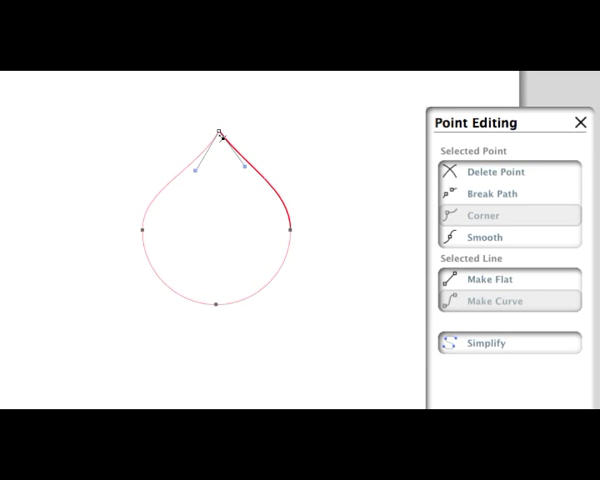 Point Editing
Selected Point
Delete Point
Break Path
Corner
Smooth
Selected Line
Make Flat
Make Curve
Simplify